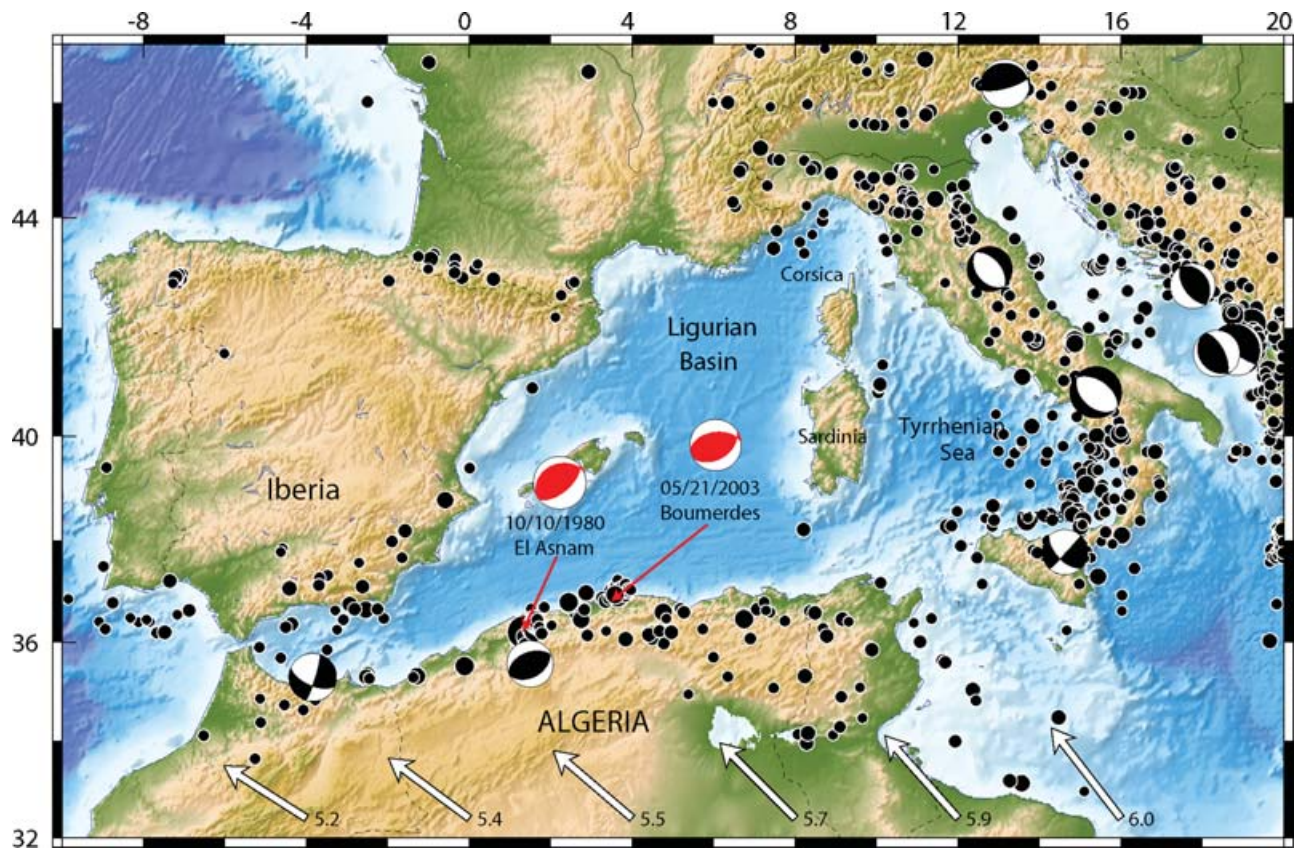 -8 -4 0 4 8 12 16 20
44
Corsica
Ligurian
Basin
40
Sardinia
Tyrrhenian
Sea
Iberia
05/21/2003
Boumerdes
10/10/1980
El Asnam
36
ALGERIA
5.2 5.4 5.5 5.7 5.9 6.0
32